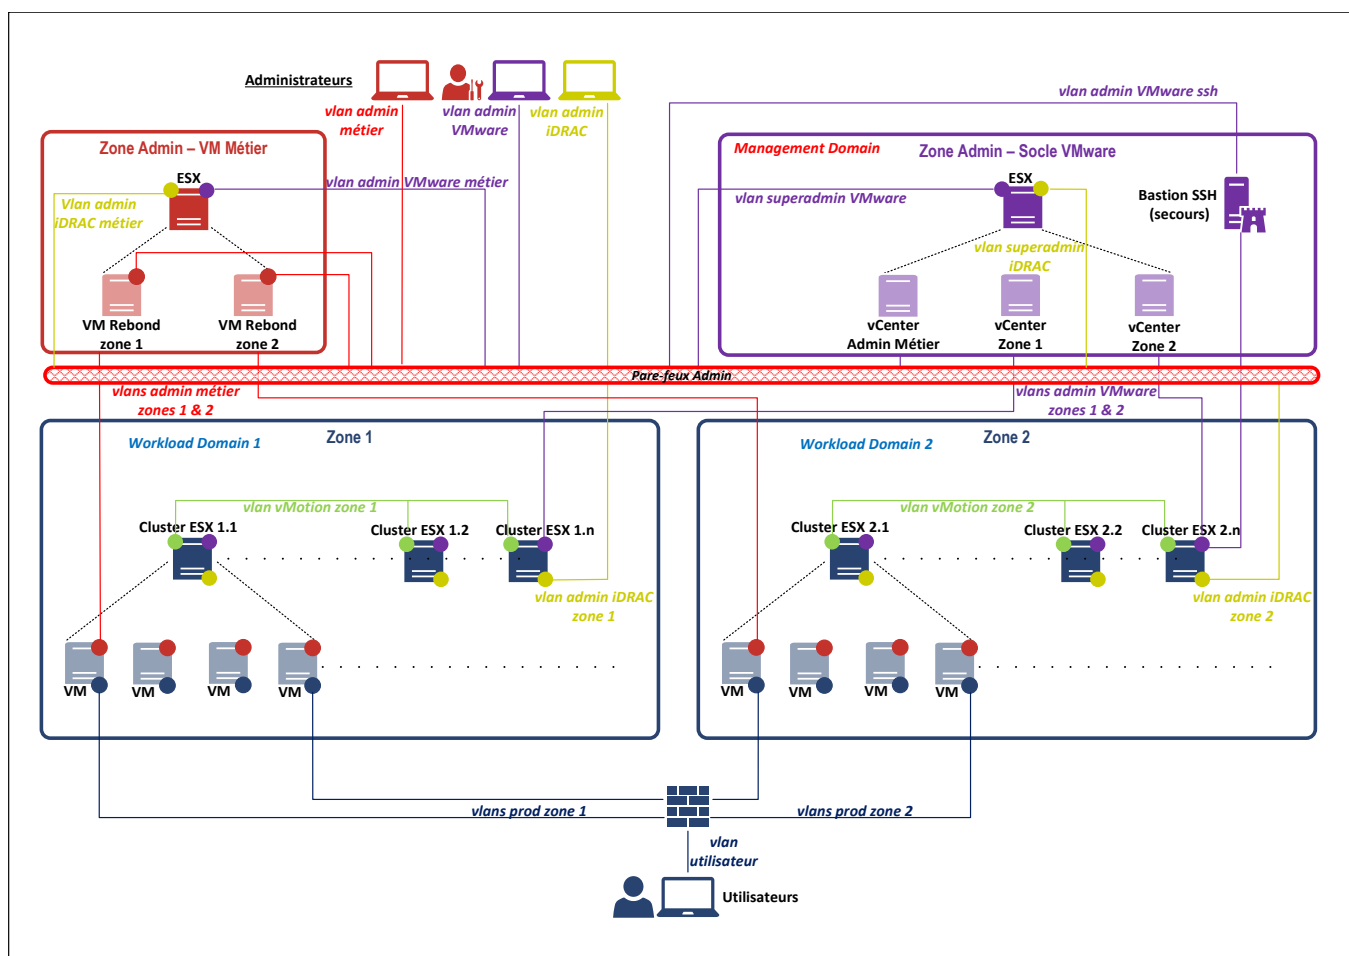 Administrateurs
vlan admin
métier
vlan admin
VMware
vlan admin
iDRAC
vlan admin VMware ssh
Zone Admin – VM Métier
ESX
vlan admin VMware métier
Vlan admin
iDRAC métier
VM Rebond
zone 1
VM Rebond
zone 2
Management Domain
Zone Admin – Socle VMware
ESX
vlan superadmin VMware
vlan superadmin
iDRAC
Bastion SSH
(secours)
vCenter
Admin Métier
vCenter
Zone 1
vCenter
Zone 2
Pare-feux Admin
vlans admin métier
zones 1 & 2
vlans admin VMware
zones 1 & 2
Workload Domain 1
Zone 1
vlan vMotion zone 1
Cluster ESX 1.1
Cluster ESX 1.2
Cluster ESX 1.n
vlan admin iDRAC
zone 1
VM
VM
VM
VM
Workload Domain 2
Zone 2
vlan vMotion zone 2
Cluster ESX 2.1
Cluster ESX 2.2
Cluster ESX 2.n
vlan admin iDRAC
zone 2
VM
VM
VM
VM
vlans prod zone 1
vlans prod zone 2
vlan
utilisateur
Utilisateurs